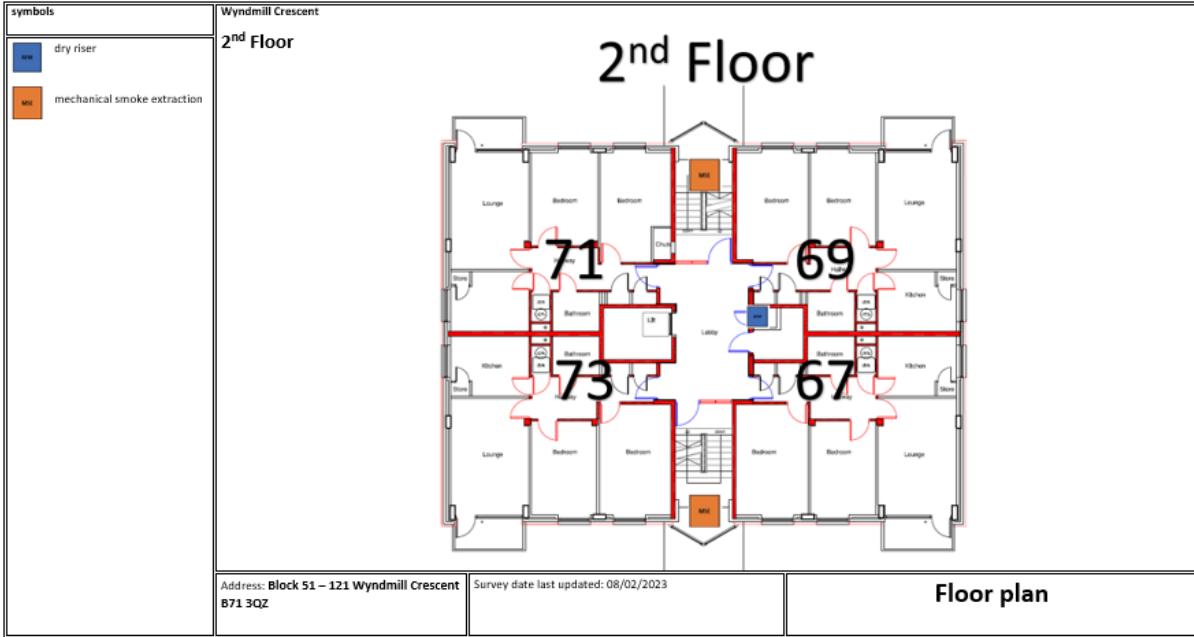 symbols
dry riser
MSE
mechanical smoke extraction
Wyndmill Crescent
2nd Floor
2nd Floor
MSE
Lounge
Bedroom
Bedroom
Bedroom
Bedroom
Lounge
71
69
Store
Kitchen
Store
Bathroom
Bathroom
Lift
Lobby
Kitchen
Bathroom
Bathroom
Kitchen
73
67
Store
Store
Lounge
Bedroom
Bedroom
Bedroom
Bedroom
Lounge
MSE
Address: Block 51 – 121 Wyndmill Crescent
B71 3QZ
Survey date last updated: 08/02/2023
Floor plan